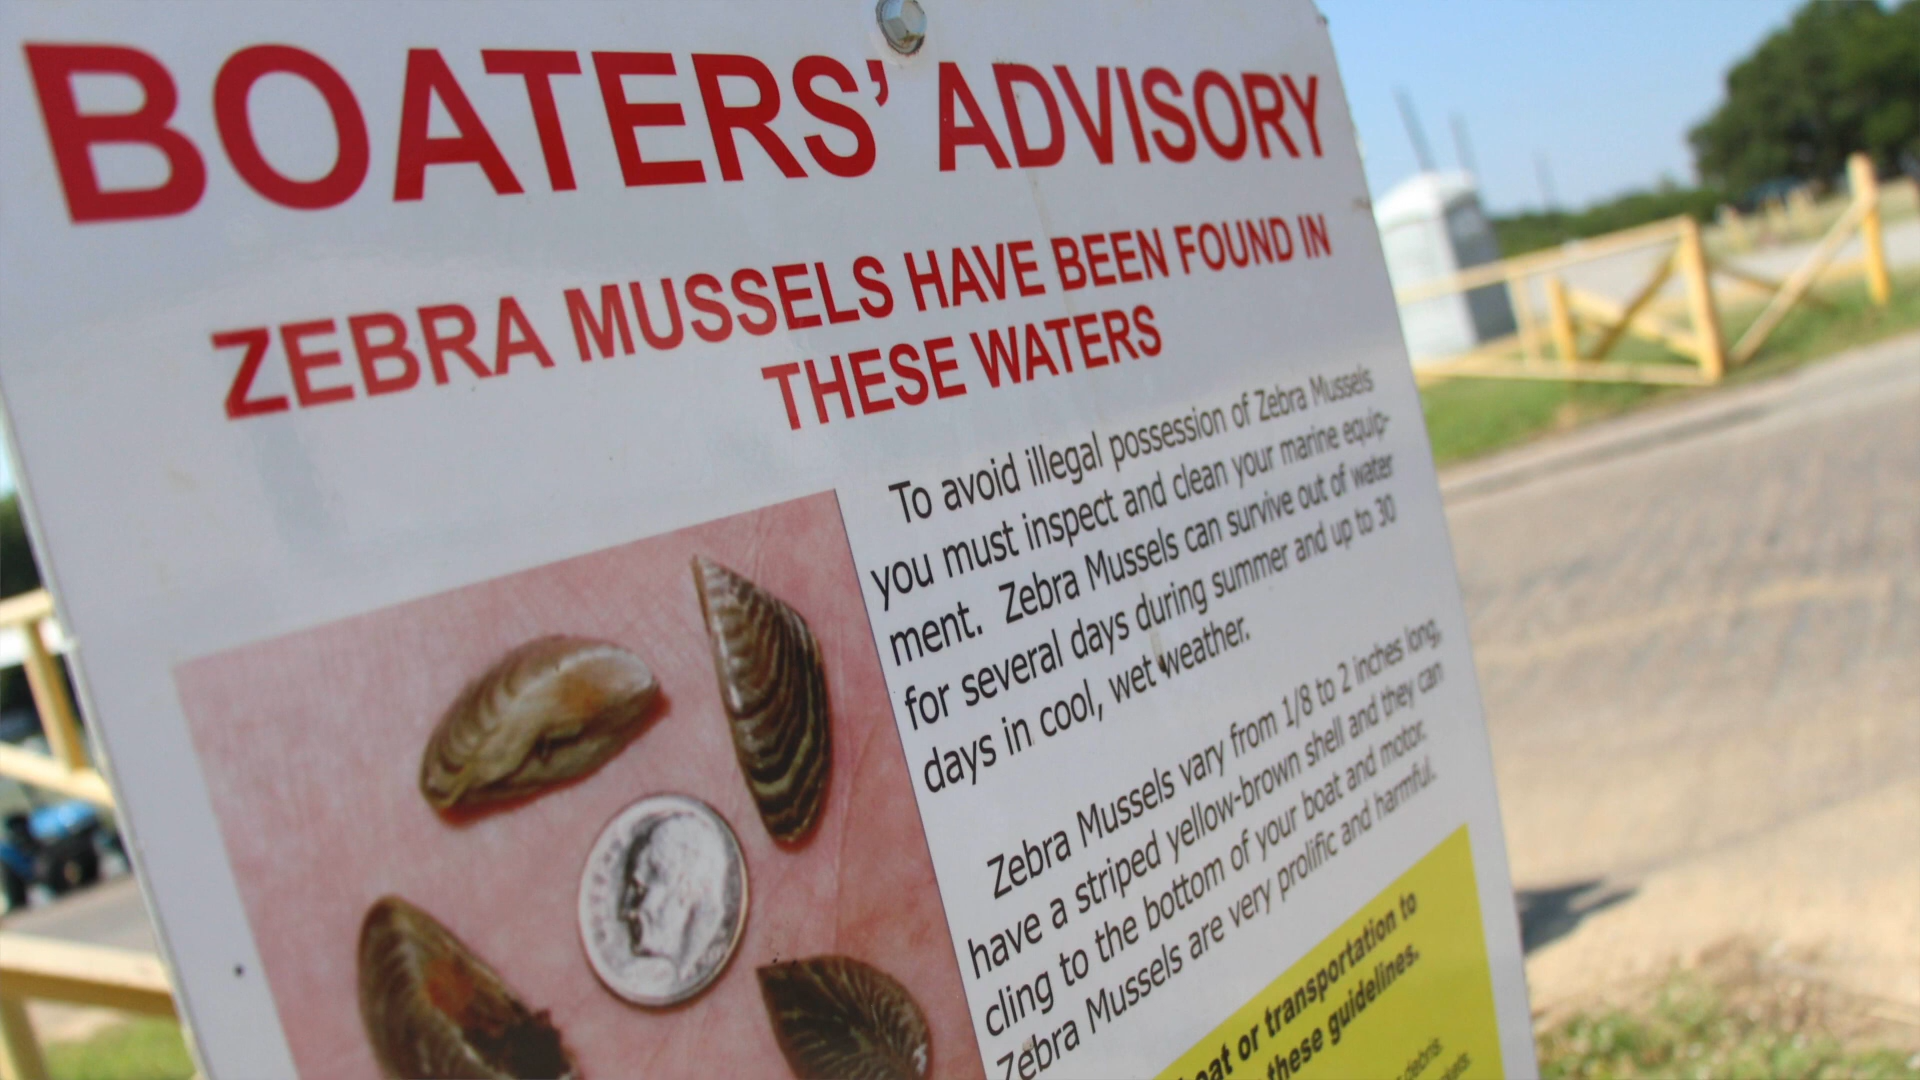 BOATERS’ ADVISORY
ZEBRA MUSSELS HAVE BEEN FOUND IN
THESE WATERS
To avoid illegal possession of Zebra Mussels
you must inspect and clean your marine equip-
ment. Zebra Mussels can survive out of water
for several days during summer and up to 30
days in cool, wet weather.
Zebra Mussels vary from 1/8 to 2 inches long,
have a striped yellow-brown shell and they can
cling to the bottom of your boat and motor.
Zebra Mussels are very prolific and harmful.
or transportation to
these guidelines.
debris.